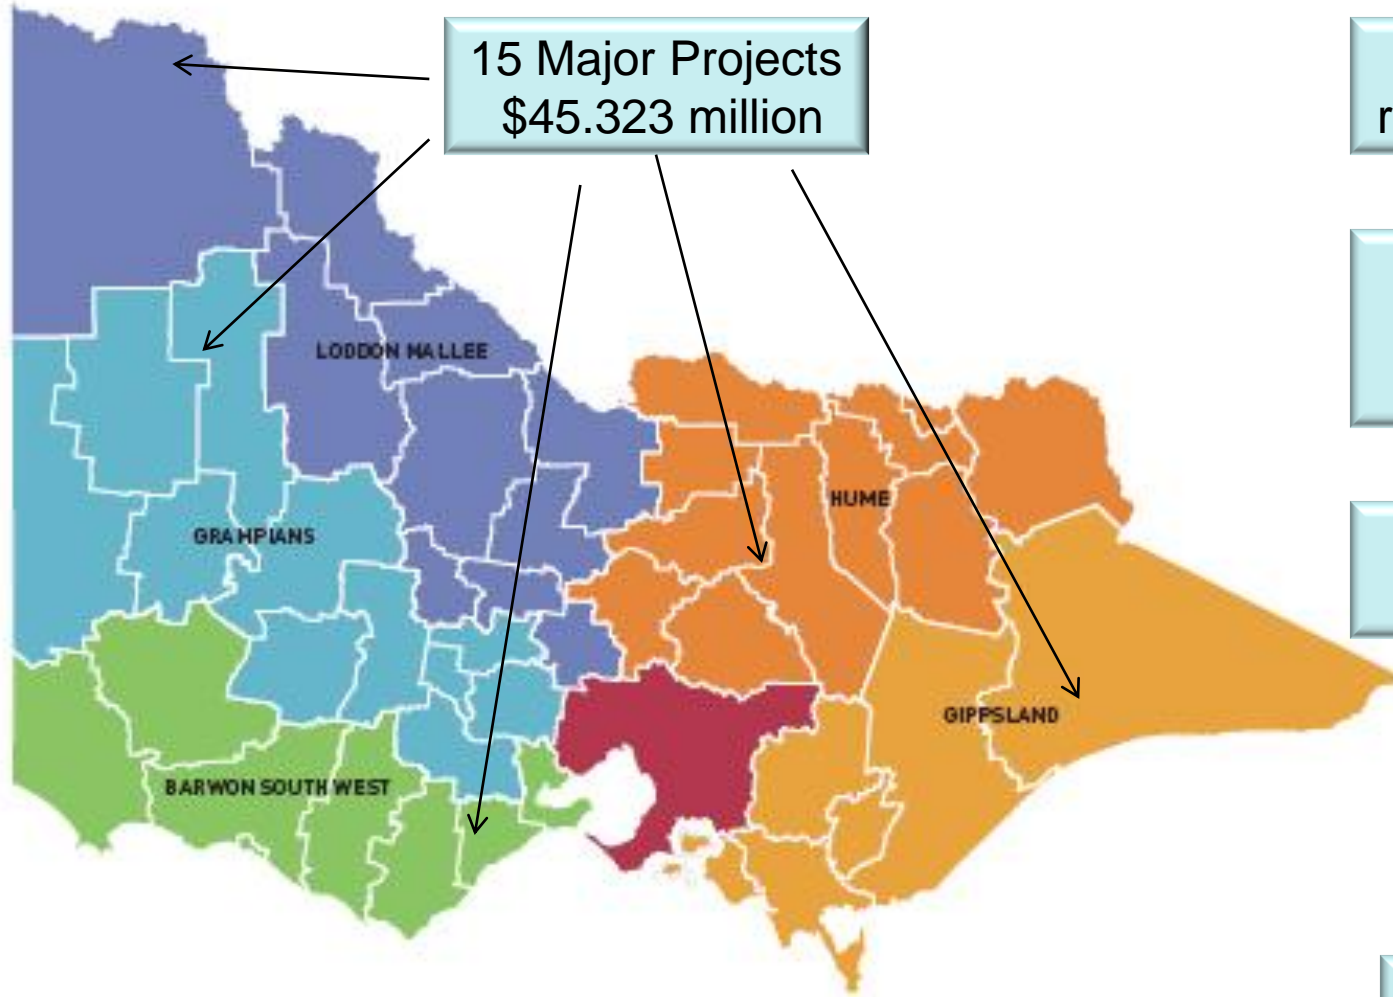 15 Major Projects
$45.323 million
r
LODDON MALLEE
HUME
GRAMPIANS
GIPPSLAND
BARWON SOUTH WEST